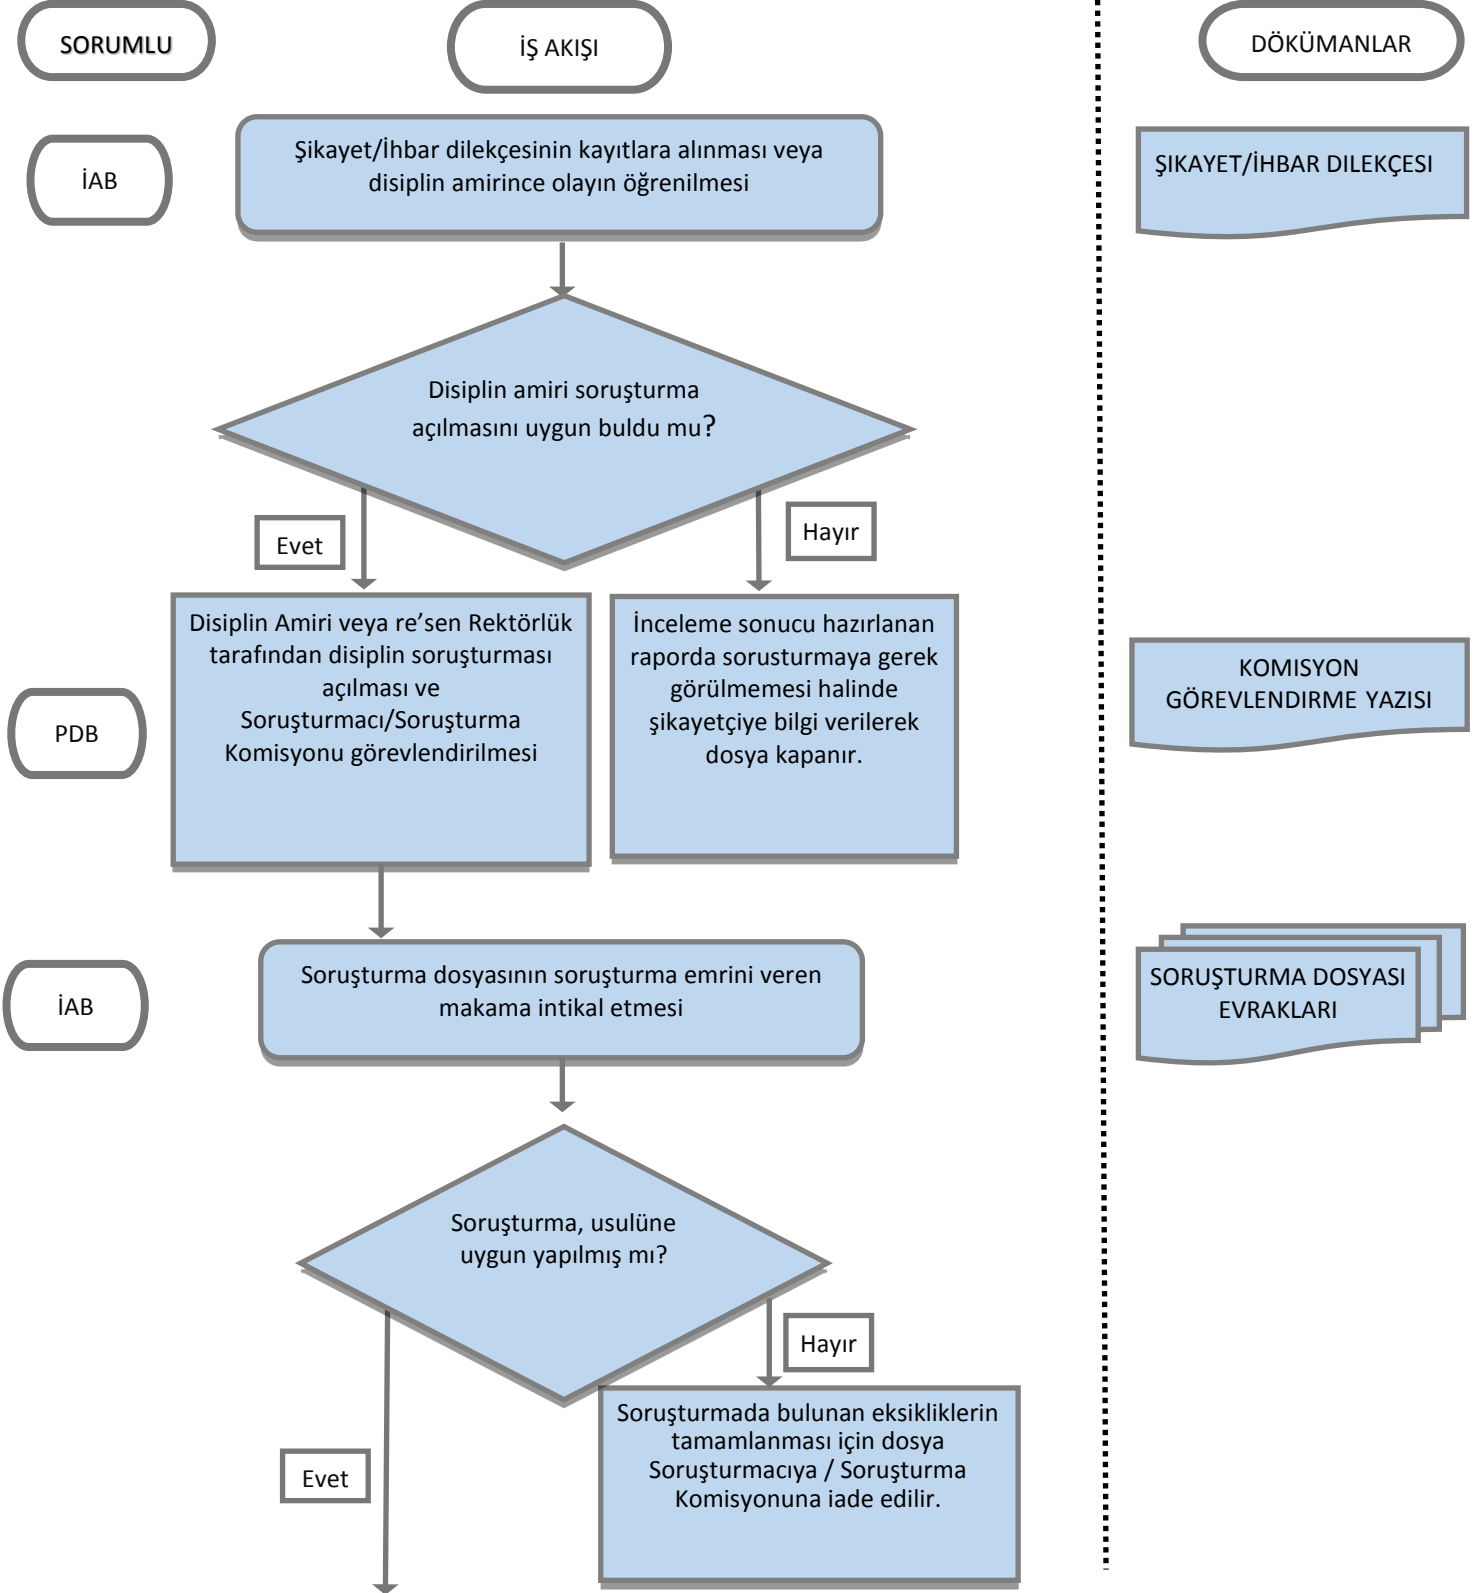 SORUMLU
İŞ AKIŞI
DÖKÜMANLAR
İAB
Şikayet/İhbar dilekçesinin kayıtlara alınması veya
disiplin amirince olayın öğrenilmesi
ŞIKAYET/İHBAR DILEKÇESI
Disiplin amiri soruşturma
açılmasını uygun buldu mu?
Evet
Hayır
PDB
Disiplin Amiri veya re’sen Rektörlük
tarafından disiplin soruşturması
açılması ve
Soruşturmacı/Soruşturma
Komisyonu görevlendirilmesi
İnceleme sonucu hazırlanan
raporda sorusturmaya gerek
görülmemesi halinde
şikayetçiye bilgi verilerek
dosya kapanır.
KOMISYON
GÖREVLENDIRME YAZISI
İAB
Soruşturma dosyasının soruşturma emrini veren
makama intikal etmesi
SORUŞTURMA DOSYASI
EVRAKLARI
Soruşturma, usulüne
uygun yapılmış mı?
Hayır
Evet
Soruşturmada bulunan eksikliklerin
tamamlanması için dosya
Soruşturmacıya / Soruşturma
Komisyonuna iade edilir.